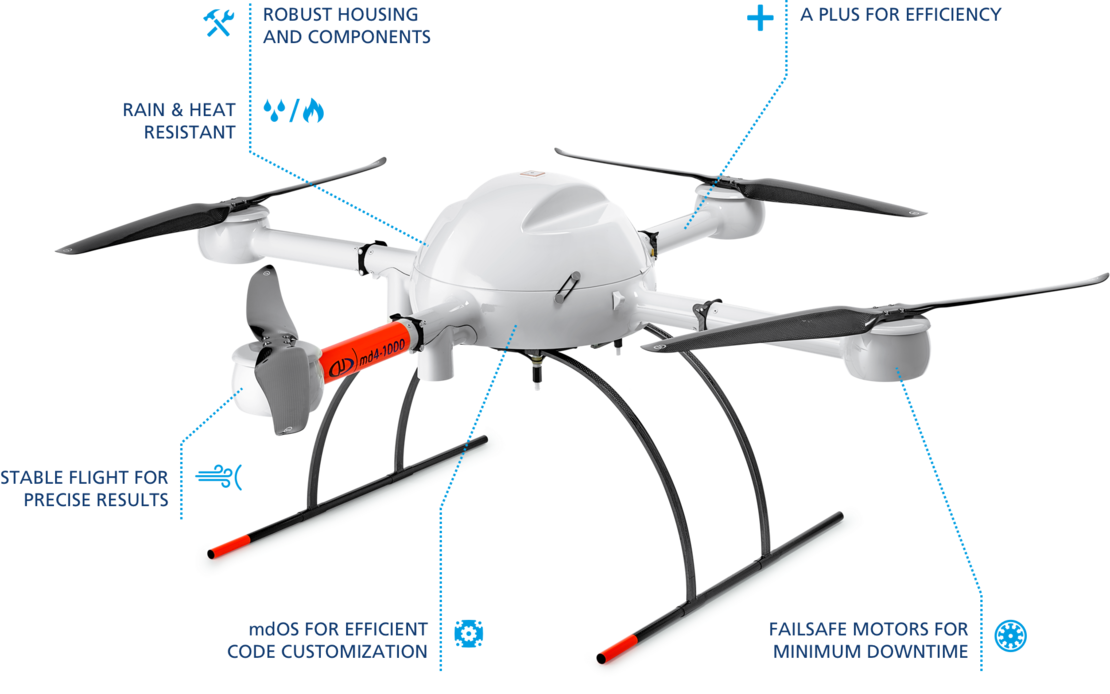 ROBUST HOUSING
AND COMPONENTS
A PLUS FOR EFFICIENCY
RAIN & HEAT
RESISTANT
md4-1000
STABLE FLIGHT FOR
PRECISE RESULTS
mdOS FOR EFFICIENT
CODE CUSTOMIZATION
FAILSAFE MOTORS FOR
MINIMUM DOWNTIME